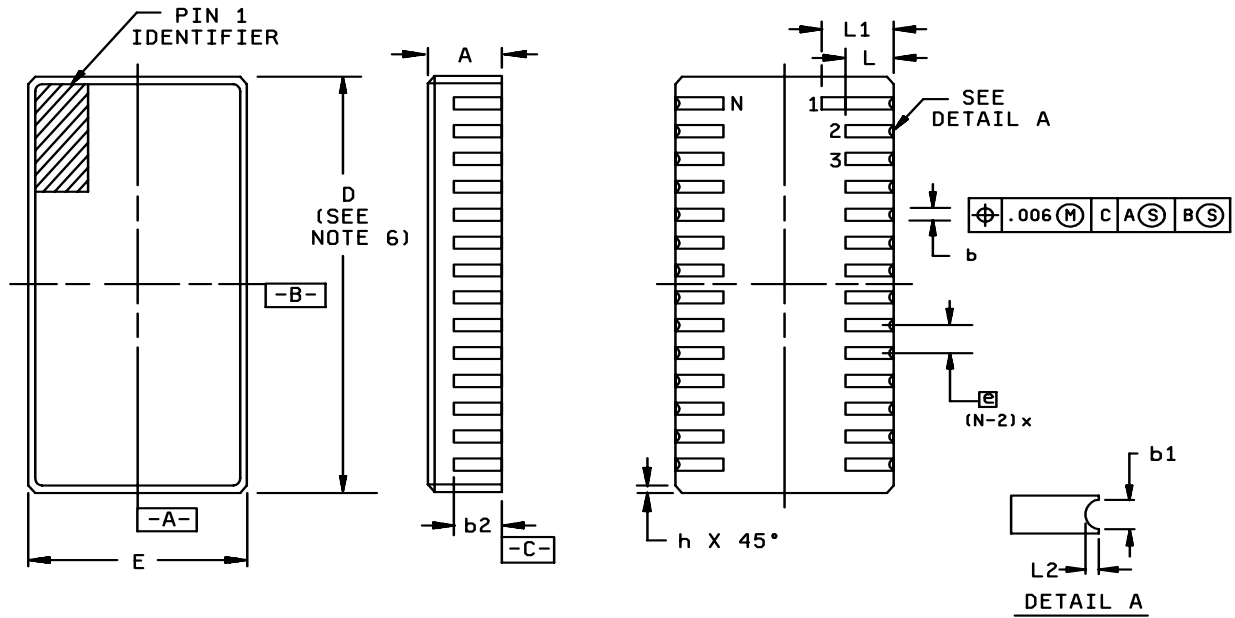 PIN 1
IDENTIFIER
A
L1
L
N
1
2
3
SEE
DETAIL A
D
(SEE
NOTE 6)
.006 Ⓜ C A Ⓢ B Ⓢ
b
-B-
e
(N-2) x
b1
-A-
b2
-C-
h X 45°
E
L2
DETAIL A